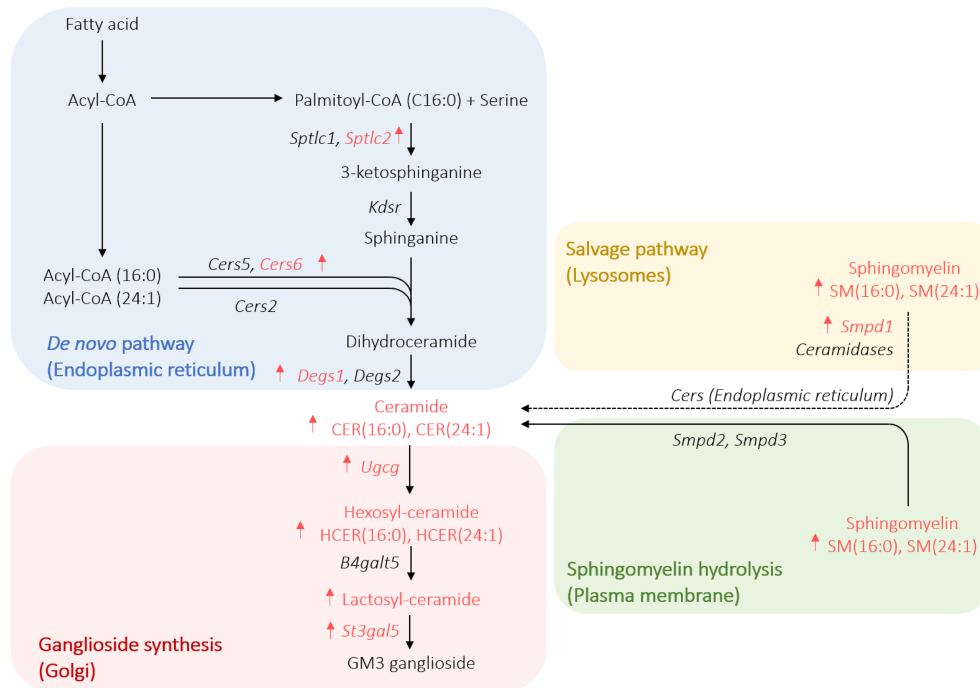 Fatty acid
Acyl-CoA
Palmitoyl-CoA (C16:0) + Serine
Sptlc1, Sptlc2
3-ketosphinganine
Kdsr
Sphinganine
Acyl-CoA (16:0)
Acyl-CoA (24:1)
Cers5, Cers6
Cers2
Dihydroceramide
De novo pathway
(Endoplasmic reticulum)
Degs1, Degs2
Ceramide
CER(16:0), CER(24:1)
Salvage pathway
(Lysosomes)
Sphingomyelin
SM(16:0), SM(24:1)
Smpd1
Ceramidases
Cers (Endoplasmic reticulum)
Smpd2, Smpd3
Sphingomyelin
SM(16:0), SM(24:1)
Sphingomyelin hydrolysis
(Plasma membrane)
Ugcg
Hexosyl-ceramide
HCER(16:0), HCER(24:1)
B4galt5
Lactosyl-ceramide
St3gal5
GM3 ganglioside
Ganglioside synthesis
(Golgi)